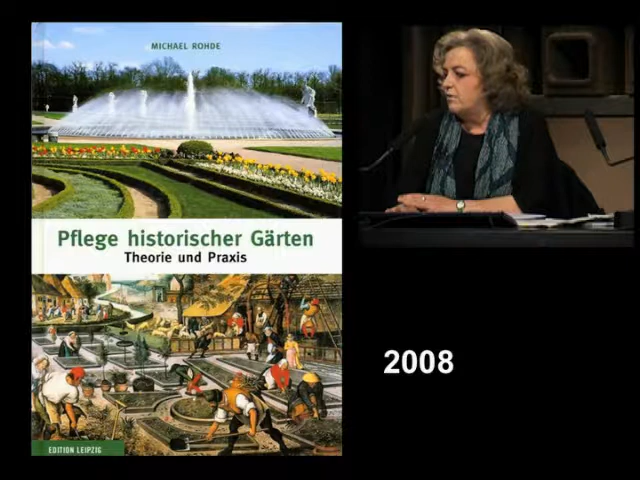 MICHAEL ROHDE
Pflege historischer Gärten
Theorie und Praxis
EDITION LEIPZIG
2008